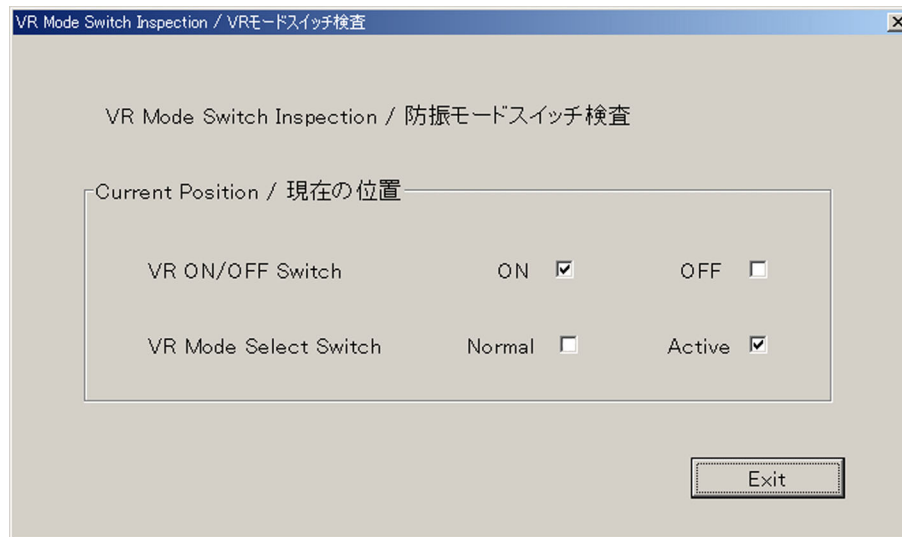 VR Mode Switch Inspection / VRモードスイッチ検査
VR Mode Switch Inspection / 防振モードスイッチ検査
Current Position / 現在の位置
VR ON/OFF Switch ON OFF
VR Mode Select Switch Normal Active
Exit